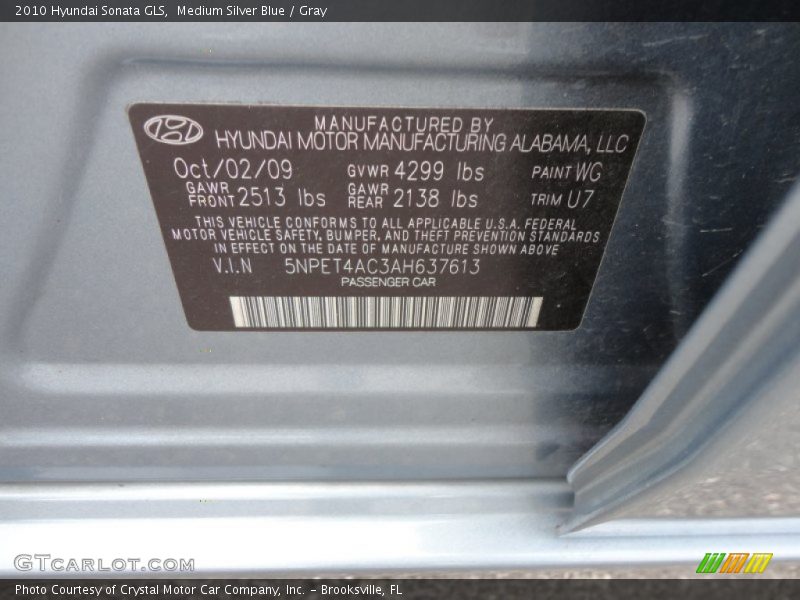 2010 Hyundai Sonata GLS,  Medium Silver Blue / Gray
MANUFACTURED BY
HYUNDAI MOTOR MANUFACTURING ALABAMA, LLC
Oct/02/09 GVWR 4299 lbs PAINT WG
GAWR FRONT 2513 lbs GAWR REAR 2138 lbs TRIM U7
THIS VEHICLE CONFORMS TO ALL APPLICABLE U.S.A. FEDERAL
MOTOR VEHICLE SAFETY, BUMPER, AND THEFT PREVENTION STANDARDS
IN EFFECT ON THE DATE OF MANUFACTURE SHOWN ABOVE
V.I.N 5NPET4AC3AH637613
PASSENGER CAR
GTCARLOT.COM
Photo Courtesy of Crystal Motor Car Company, Inc. – Brooksville, FL